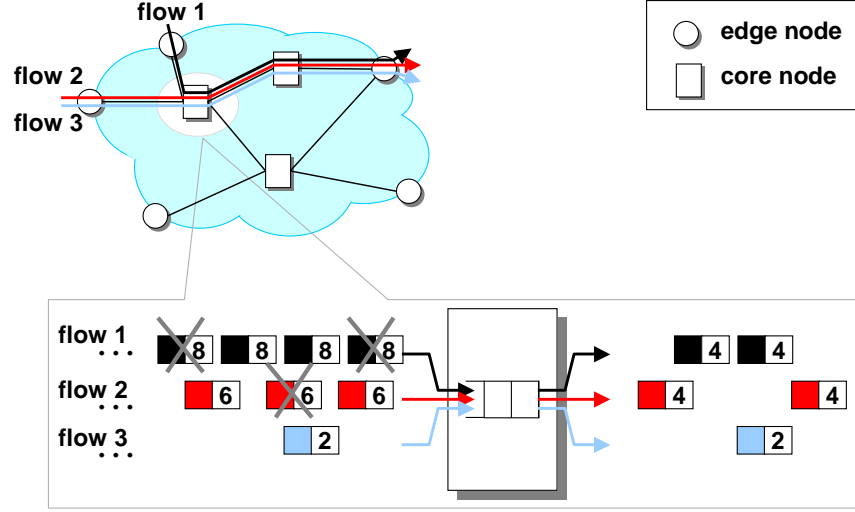 flow 1
edge node
flow 2
core node
flow 3
flow 1
... 8 8 8 8 4 4
flow 2
... 6 6 6 4 4
flow 3
... 2 2